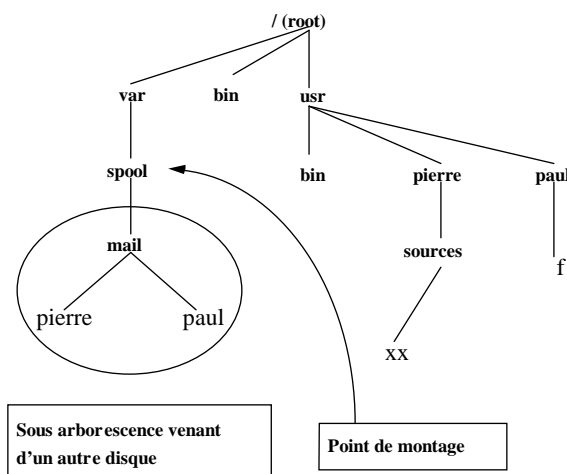 / (root)
var bin usr
spool bin pierre paul
mail sources f
pierre paul
xx
Sous arborescence venant
d'un autre disque
Point de montage